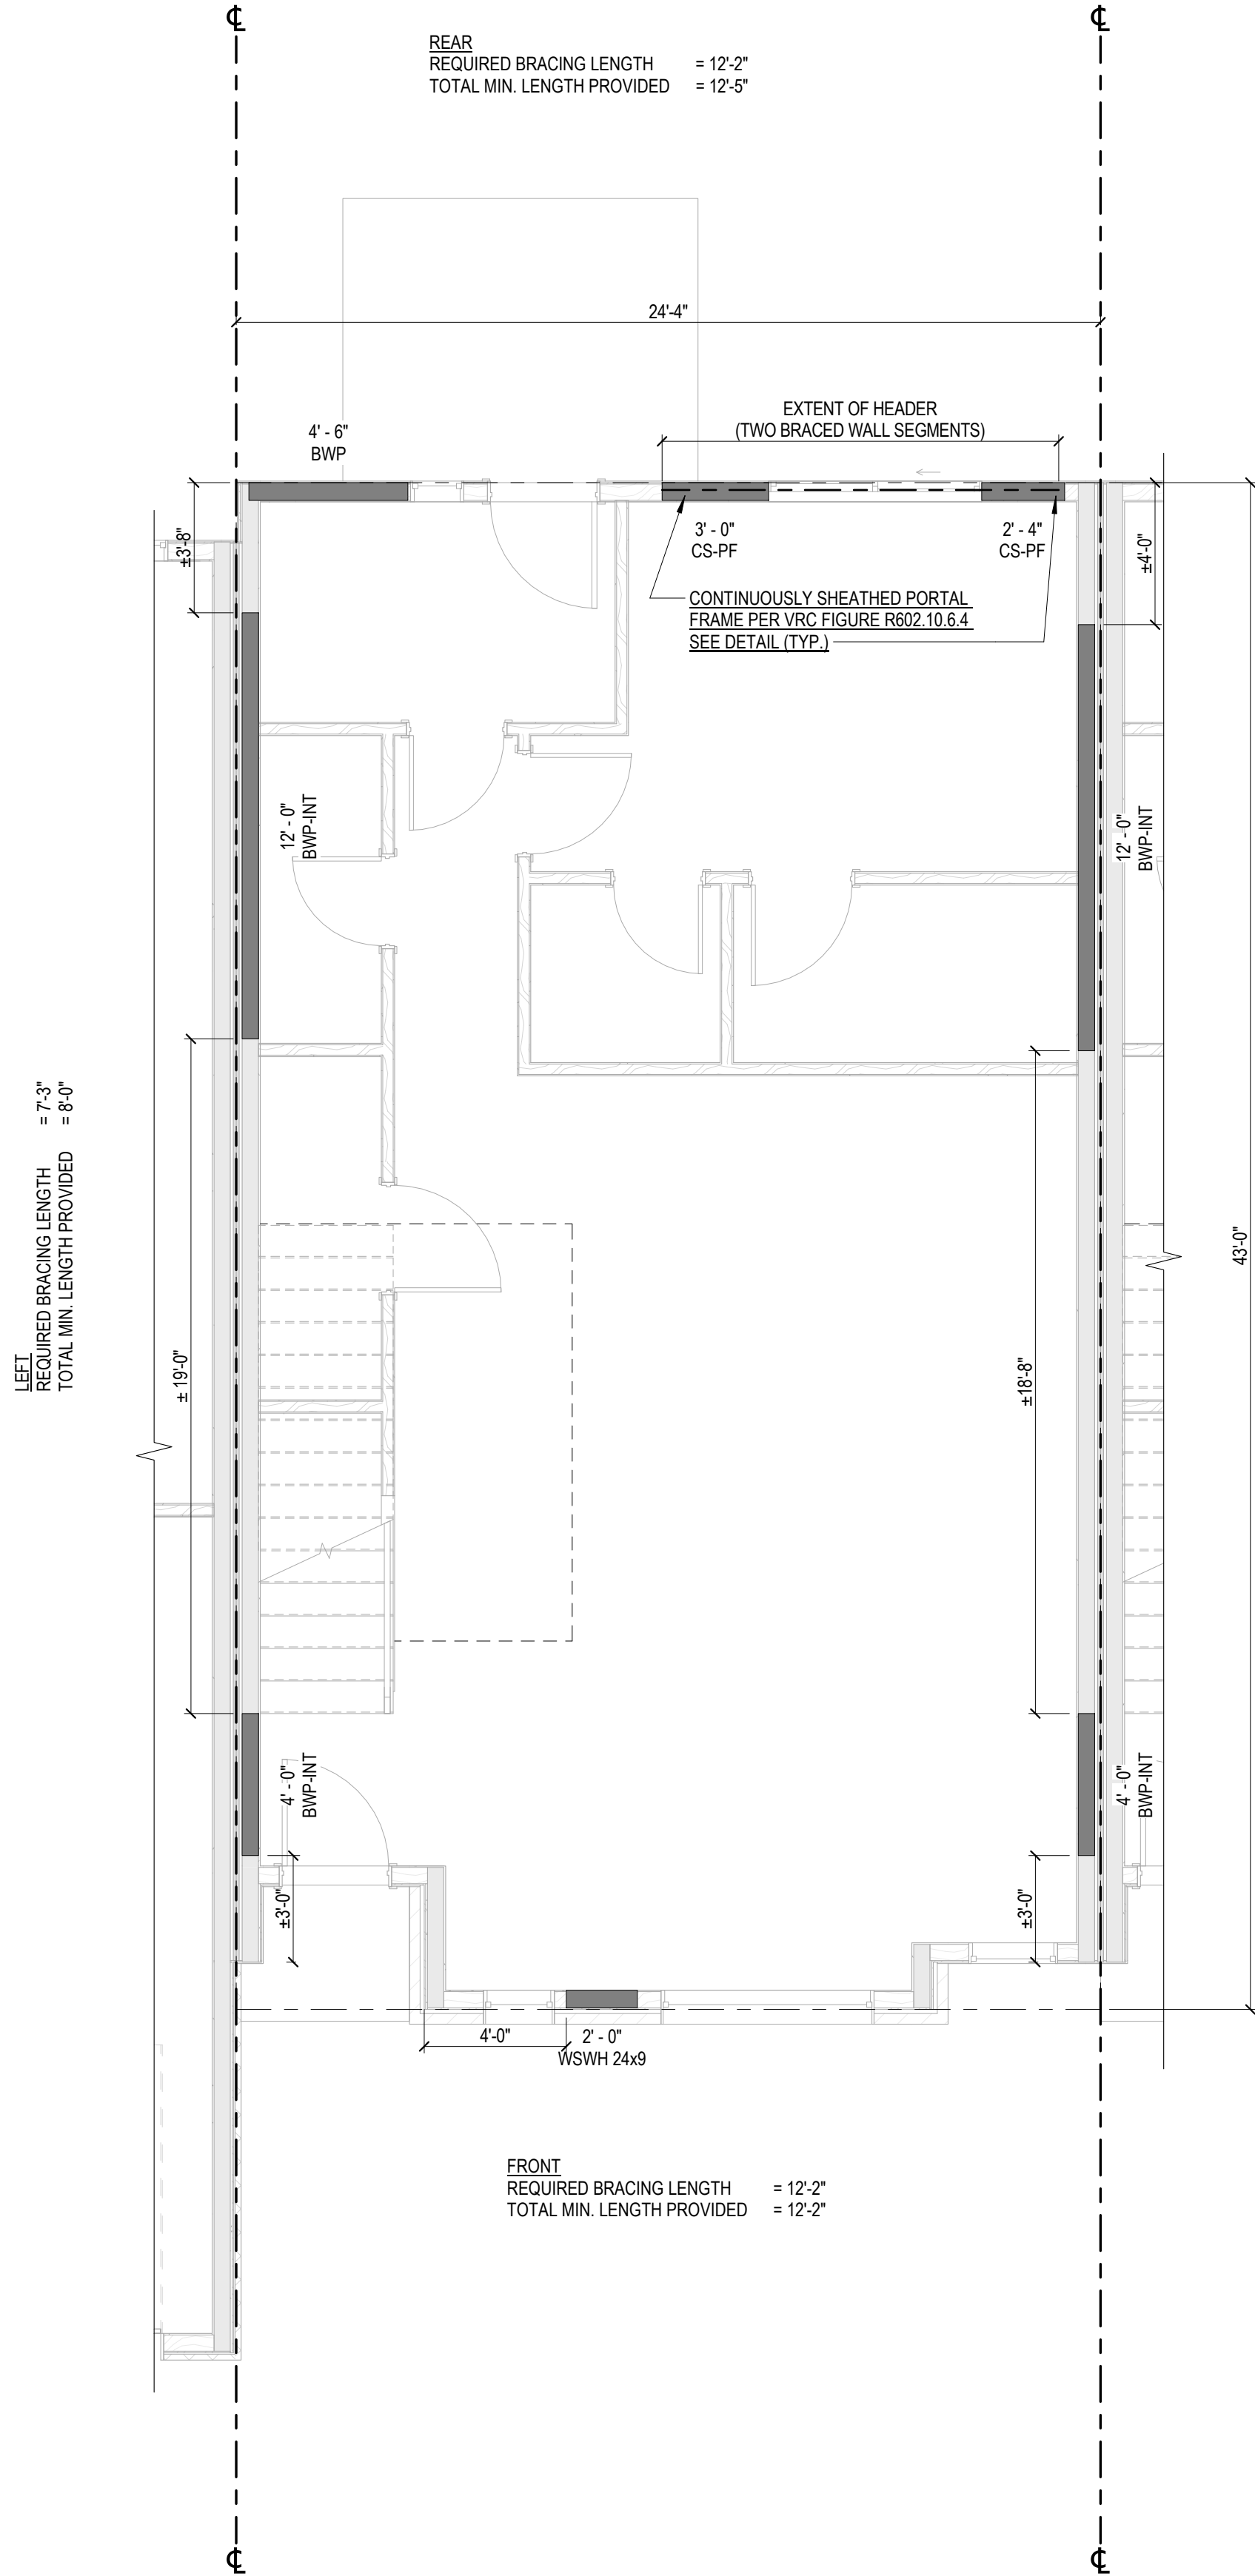 ℄
℄
REAR
REQUIRED BRACING LENGTH = 12'-2"
TOTAL MIN. LENGTH PROVIDED = 12'-5"
24'-4"
EXTENT OF HEADER
(TWO BRACED WALL SEGMENTS)
4' - 6"
BWP
±3'-8"
3' - 0"
CS-PF
2' - 4"
CS-PF
±4'-0"
CONTINUOUSLY SHEATHED PORTAL
FRAME PER VRC FIGURE R602.10.6.4
SEE DETAIL (TYP.)
12' - 0"
BWP-INT
12' - 0"
BWP-INT
LEFT
REQUIRED BRACING LENGTH = 7'-3"
TOTAL MIN. LENGTH PROVIDED = 8'-0"
± 19'-0"
±18'-8"
43'-0"
4' - 0"
BWP-INT
4' - 0"
BWP-INT
±3'-0"
±3'-0"
4'-0"
2' - 0"
WSWH 24x9
FRONT
REQUIRED BRACING LENGTH = 12'-2"
TOTAL MIN. LENGTH PROVIDED = 12'-2"
℄
℄